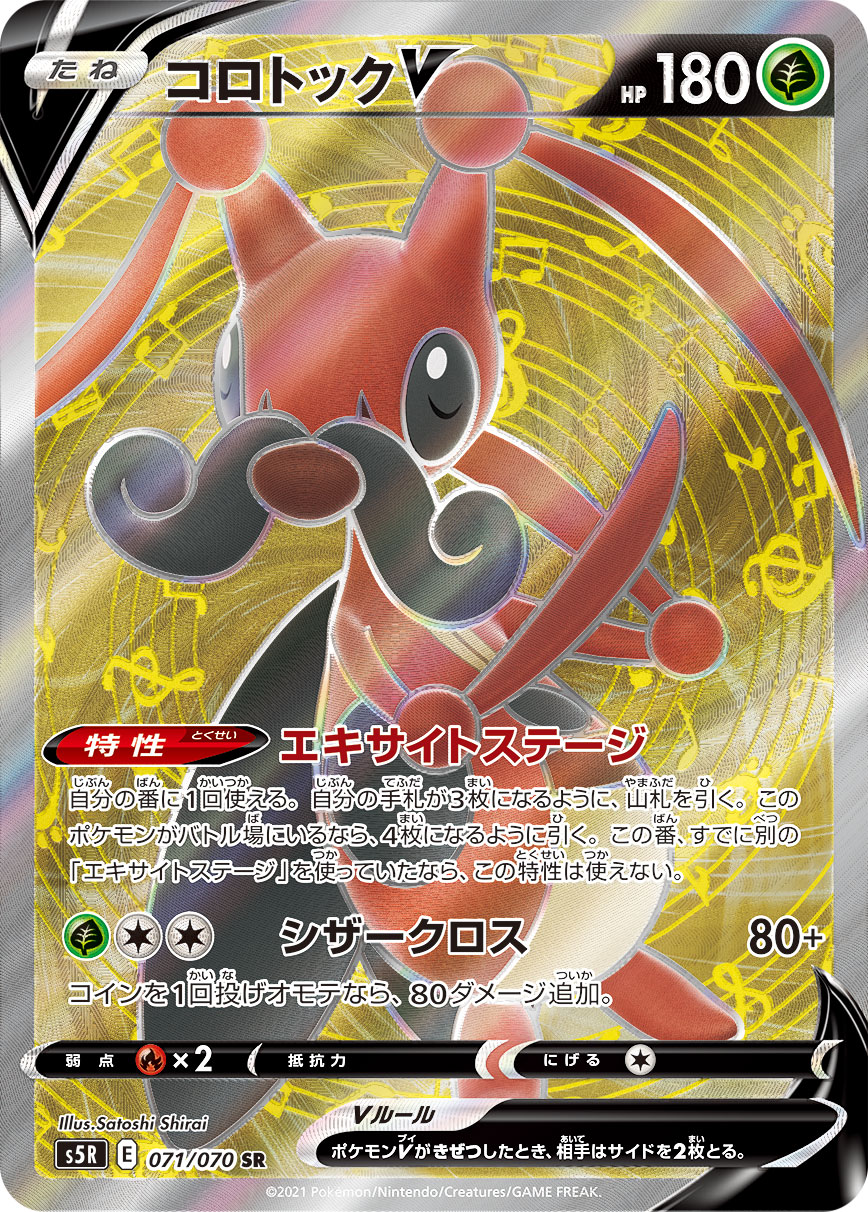 たね コロトックV HP 180
特性 とくせい エキサイトステージ
自分の番に1回使える。自分の手札が3枚になるように、山札を引く。この
ポケモンがバトル場にいるなら、4枚になるように引く。この番、すでに別の
「エキサイトステージ」を使っていたなら、この特性は使えない。
シザークロス 80+
コインを1回投げオモテなら、80ダメージ追加。
弱点 ×2 抵抗力 にげる
Illus.Satoshi Shirai
Vルール
ポケモンVがきぜつしたとき、相手はサイドを2枚とる。
s5R E 071/070 SR
©2021 Pokémon/Nintendo/Creatures/GAME FREAK.